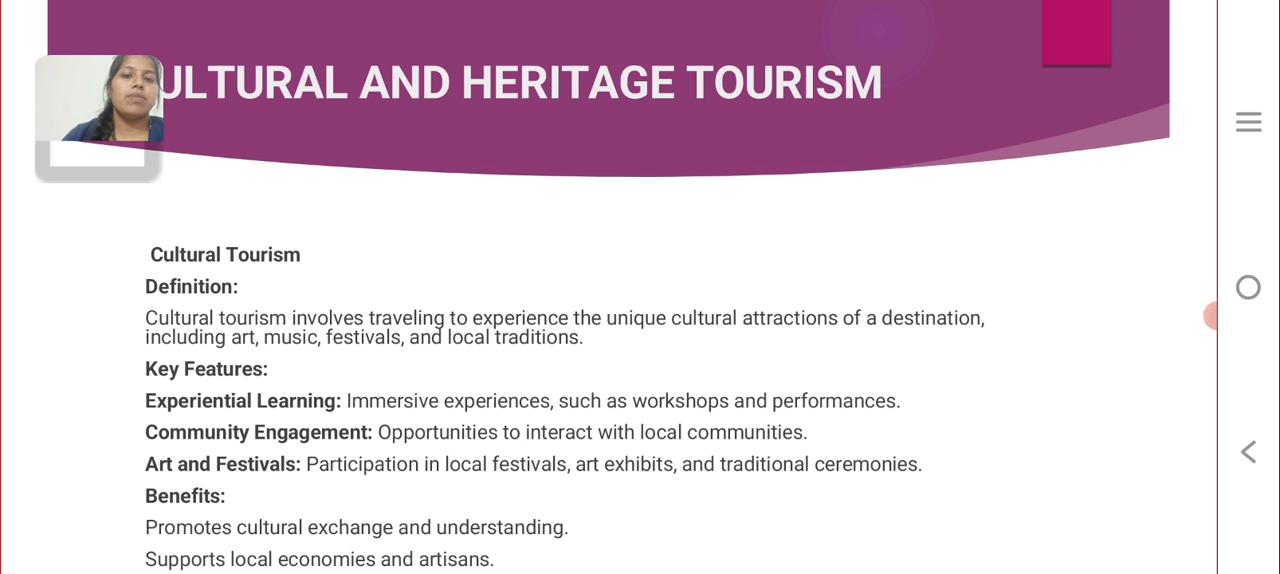 ULTURAL AND HERITAGE TOURISM
Cultural Tourism
Definition:
Cultural tourism involves traveling to experience the unique cultural attractions of a destination,
including art, music, festivals, and local traditions.
Key Features:
Experiential Learning: Immersive experiences, such as workshops and performances.
Community Engagement: Opportunities to interact with local communities.
Art and Festivals: Participation in local festivals, art exhibits, and traditional ceremonies.
Benefits:
Promotes cultural exchange and understanding.
Supports local economies and artisans.